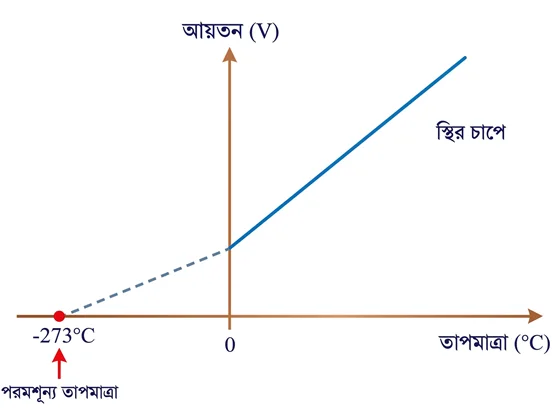 আয়তন (V)
স্থির চাপে
-273°C
0
তাপমাত্রা (°C)
পরমশূন্য তাপমাত্রা